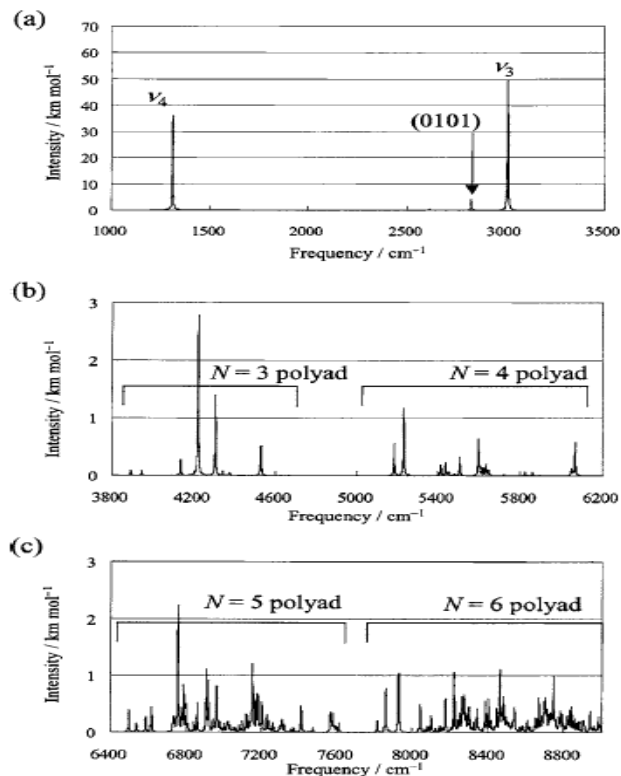 (a)
70
60
50
40
30
20
10
0
Intensity / km mol⁻¹
ν₄
(0101)
ν₃
1000 1500 2000 2500 3000 3500
Frequency / cm⁻¹
(b)
3
2
1
0
Intensity / km mol⁻¹
N = 3 polyad N = 4 polyad
3800 4200 4600 5000 5400 5800 6200
Frequency / cm⁻¹
(c)
3
2
1
0
Intensity / km mol⁻¹
N = 5 polyad N = 6 polyad
6400 6800 7200 7600 8000 8400 8800
Frequency / cm⁻¹